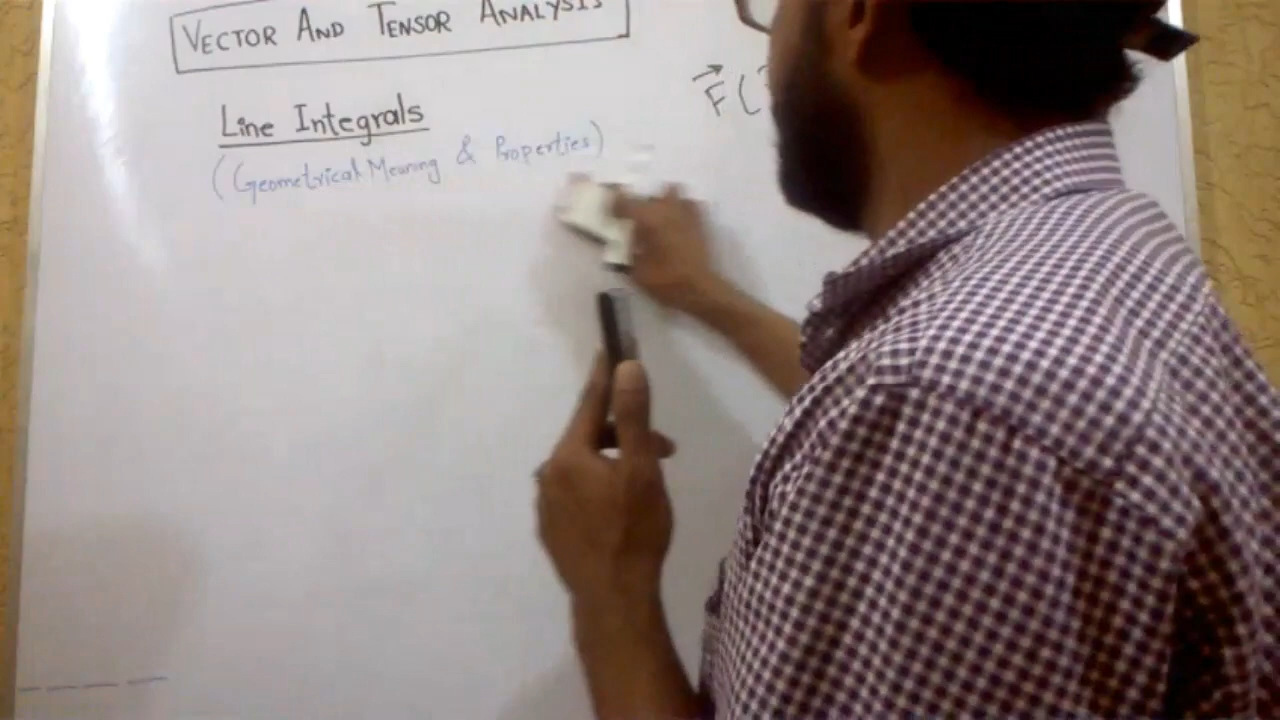 VECTOR AND TENSOR ANALYSIS
Line Integrals
(Geometrical Meaning & Properties)
F(